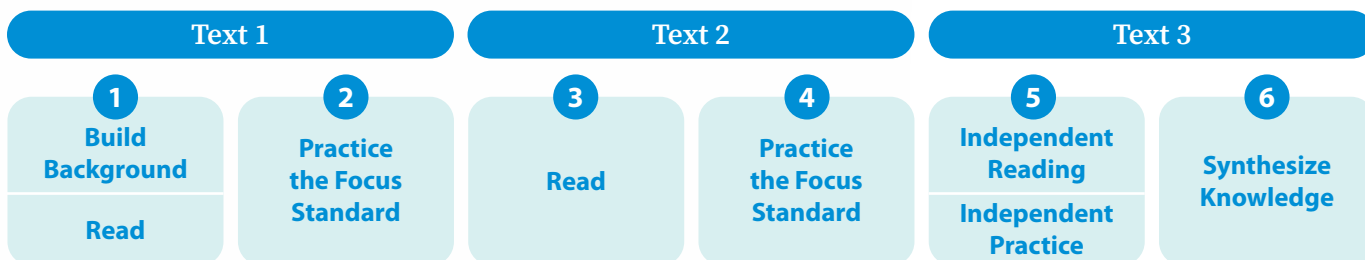 Text 1
Text 2
Text 3
1
Build
Background
Read
2
Practice
the Focus
Standard
3
Read
4
Practice
the Focus
Standard
5
Independent
Reading
Independent
Practice
6
Synthesize
Knowledge